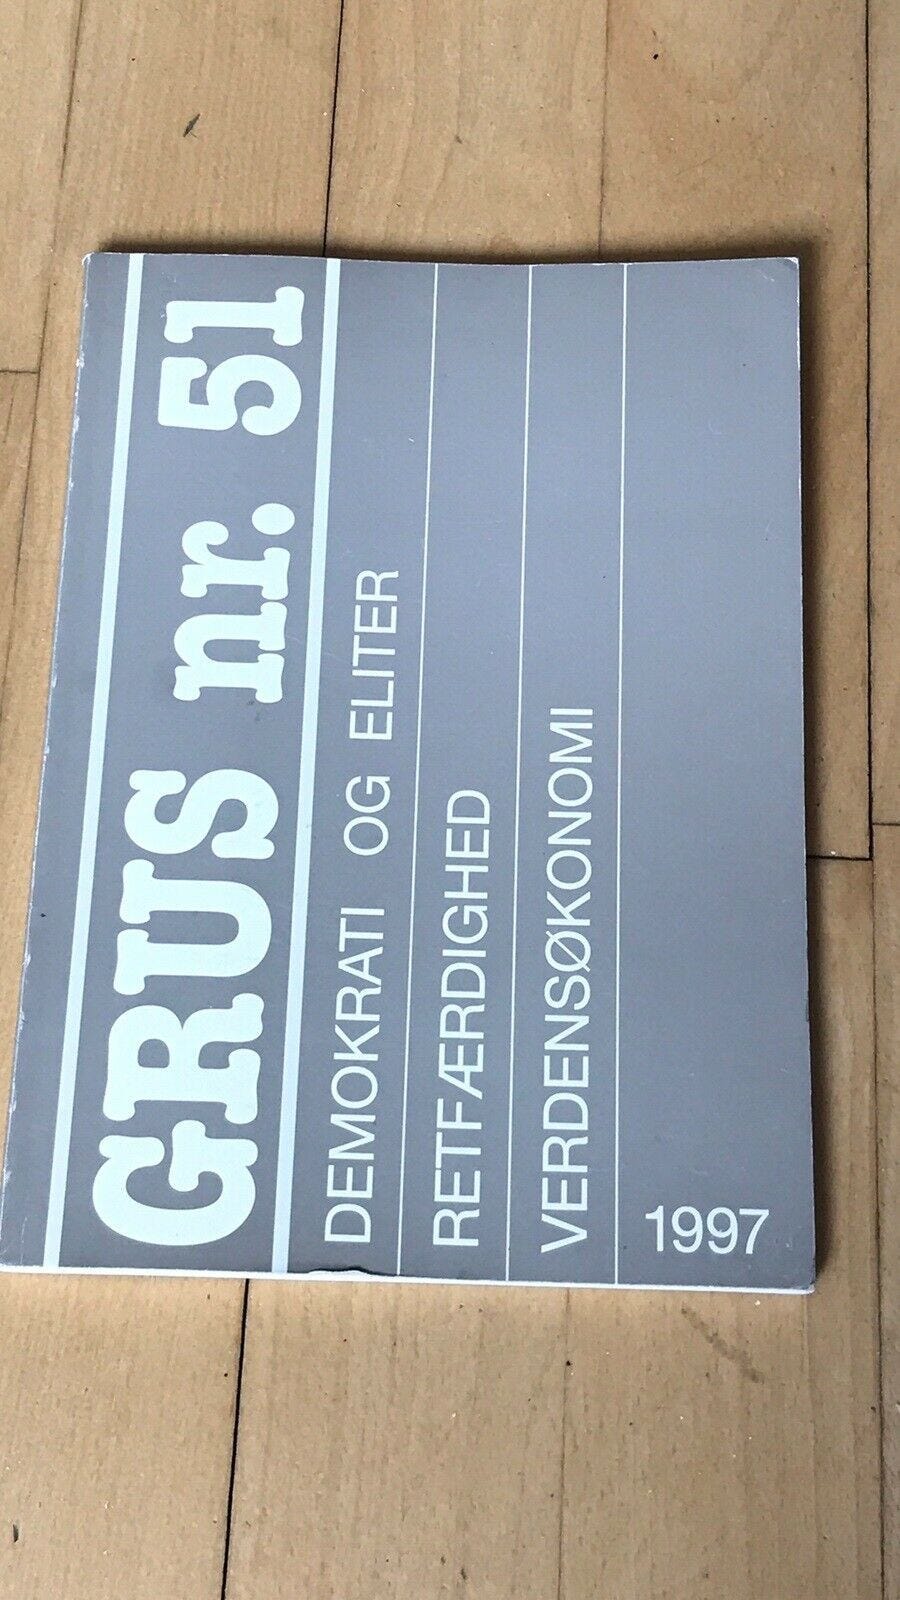 GRUS nr. 51
DEMOKRATI OG ELITER
RETFÆRDIGHED
VERDENSØKONOMI
1997